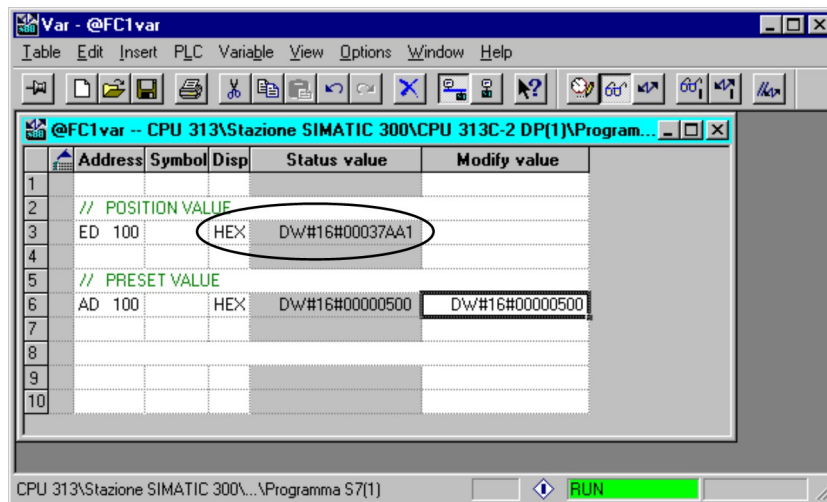 Var - @FC1var
Table Edit Insert PLC Variable View Options Window Help
@FC1var -- CPU 313\Stazione SIMATIC 300\CPU 313C-2 DP(1)\Program...
Address Symbol Disp Status value Modify value
1
2 // POSITION VALUE
3 ED 100 HEX DW#16#00037AA1
4
5 // PRESET VALUE
6 AD 100 HEX DW#16#00000500 DW#16#00000500
7
8
9
10
CPU 313\Stazione SIMATIC 300\...\Programma S7(1) RUN